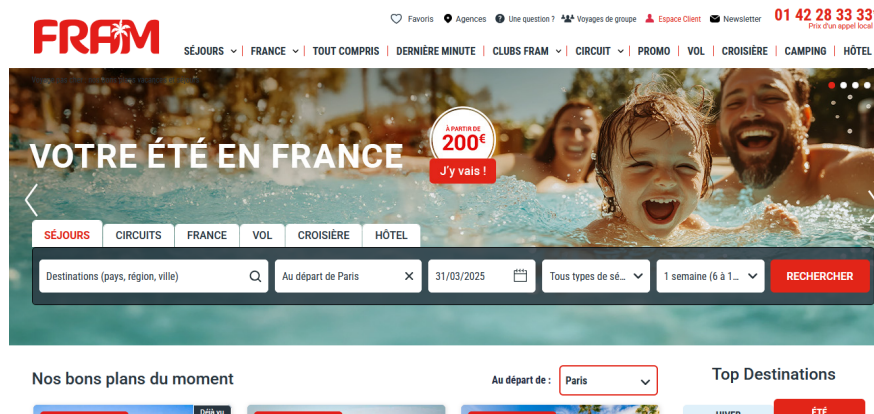 Favoris Agences Une question ? Voyages de groupe Espace Client Newsletter 01 42 28 33 33
Prix d'un appel local
FRAM
SÉJOURS FRANCE TOUT COMPRIS DERNIÈRE MINUTE CLUBS FRAM CIRCUIT PROMO VOL CROISIÈRE CAMPING HÔTEL
À PARTIR DE
200€
VOTRE ÉTÉ EN FRANCE
J'y vais !
SÉJOURS CIRCUITS FRANCE VOL CROISIÈRE HÔTEL
Destinations (pays, région, ville) Au départ de Paris 31/03/2025 Tous types de sé... 1 semaine (6 à 1... RECHERCHER
Nos bons plans du moment Au départ de : Paris Top Destinations
Déjà vu HIVER ÉTÉ